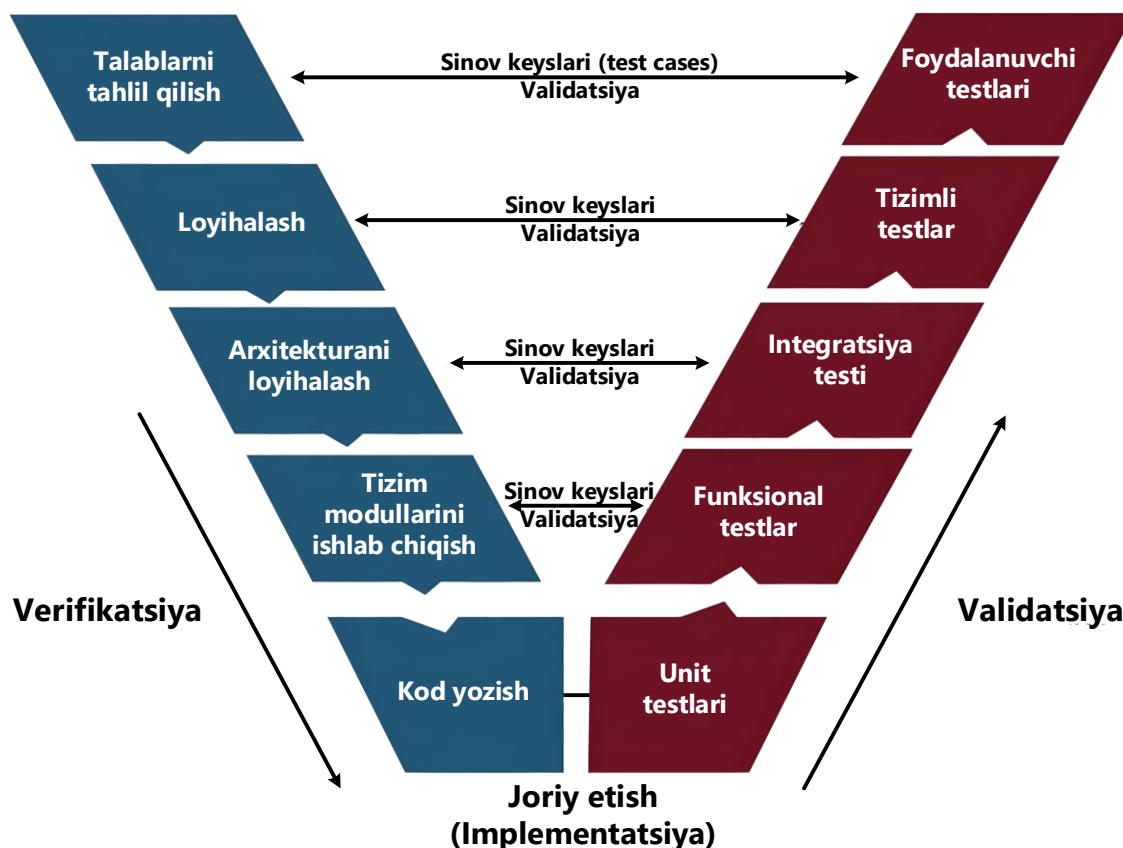 Talablarni
tahlil qilish
Sinov keyslari (test cases)
Validatsiya
Foydalanuvchi
testlari
Loyihalash
Sinov keyslari
Validatsiya
Tizimli
testlar
Arxitekturani
loyihalash
Sinov keyslari
Validatsiya
Integratsiya
testi
Tizim
modullarini
ishlab chiqish
Sinov keyslari
Validatsiya
Funksional
testlar
Verifikatsiya
Validatsiya
Kod yozish
Unit
testlari
Joriy etish
(Implementatsiya)